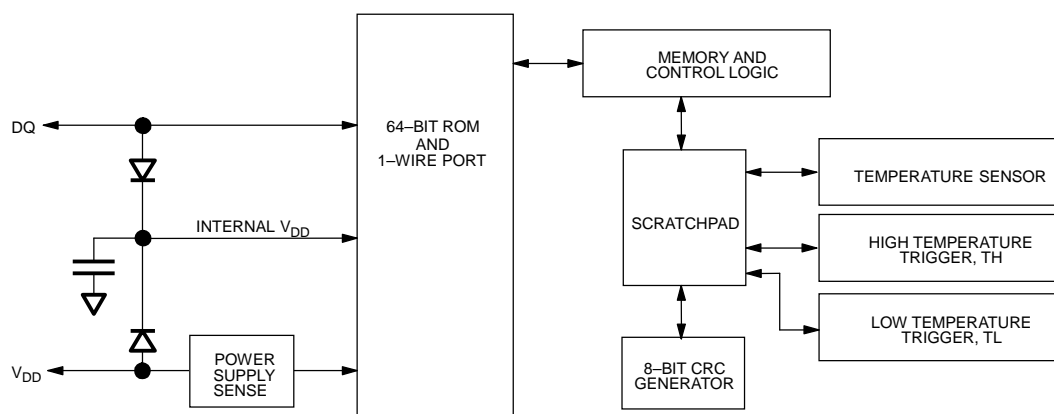 DQ
INTERNAL VDD
VDD
POWER
SUPPLY
SENSE
64–BIT ROM
AND
1–WIRE PORT
MEMORY AND
CONTROL LOGIC
SCRATCHPAD
8–BIT CRC
GENERATOR
TEMPERATURE SENSOR
HIGH TEMPERATURE
TRIGGER, TH
LOW TEMPERATURE
TRIGGER, TL